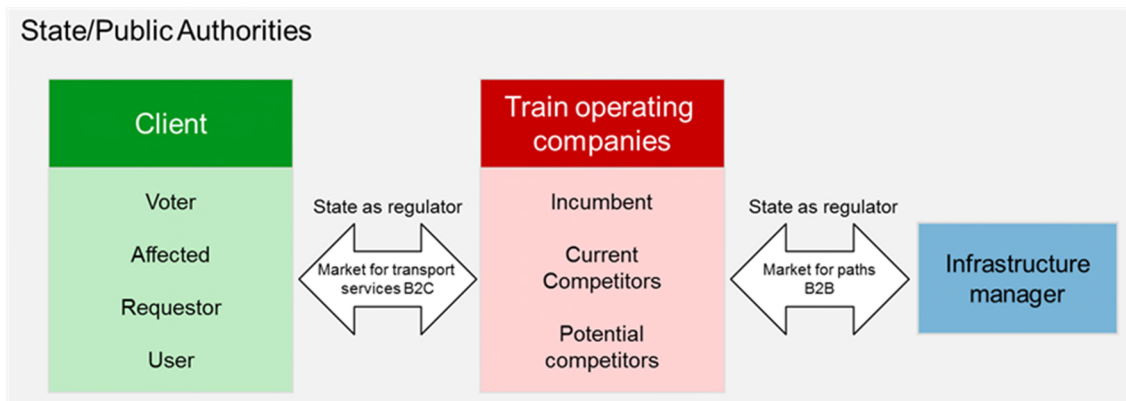 State/Public Authorities
Client
Voter
Affected
Requestor
User
State as regulator
Market for transport
services B2C
Train operating
companies
Incumbent
Current
Competitors
Potential
competitors
State as regulator
Market for paths
B2B
Infrastructure
manager